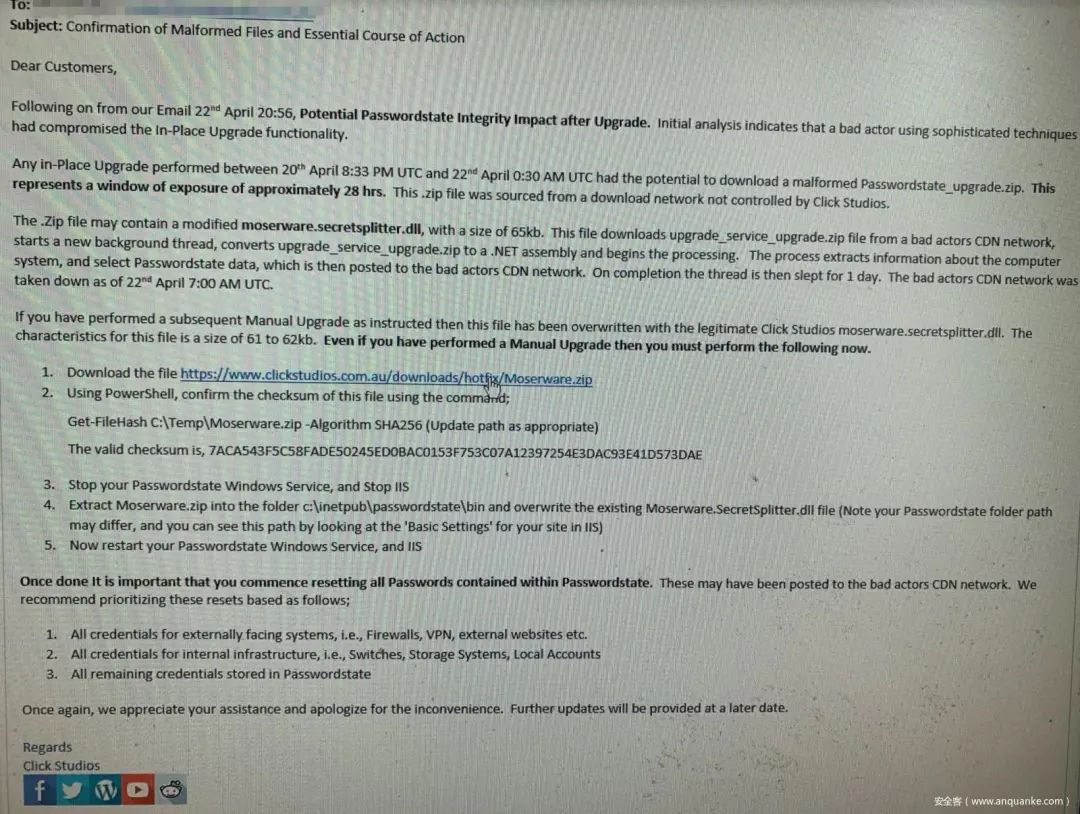 To:
Subject: Confirmation of Malformed Files and Essential Course of Action
Dear Customers,
Following on from our Email 22nd April 20:56, Potential Passwordstate Integrity Impact after Upgrade. Initial analysis indicates that a bad actor using sophisticated techniques
had compromised the In-Place Upgrade functionality.
Any in-Place Upgrade performed between 20th April 8:33 PM UTC and 22nd April 0:30 AM UTC had the potential to download a malformed Passwordstate_upgrade.zip. This
represents a window of exposure of approximately 28 hrs. This .zip file was sourced from a download network not controlled by Click Studios.
The .Zip file may contain a modified moserware.secretsplitter.dll, with a size of 65kb. This file downloads upgrade_service_upgrade.zip file from a bad actors CDN network,
starts a new background thread, converts upgrade_service_upgrade.zip to a .NET assembly and begins the processing. The process extracts information about the computer
system, and select Passwordstate data, which is then posted to the bad actors CDN network. On completion the thread is then slept for 1 day. The bad actors CDN network was
taken down as of 22nd April 7:00 AM UTC.
If you have performed a subsequent Manual Upgrade as instructed then this file has been overwritten with the legitimate Click Studios moserware.secretsplitter.dll. The
characteristics for this file is a size of 61 to 62kb. Even if you have performed a Manual Upgrade then you must perform the following now.
1. Download the file https://www.clickstudios.com.au/downloads/hotfix/Moserware.zip
2. Using PowerShell, confirm the checksum of this file using the command;
Get-FileHash C:\Temp\Moserware.zip -Algorithm SHA256 (Update path as appropriate)
The valid checksum is, 7ACA543F5C58FADE50245ED0BAC0153F753C07A12397254E3DAC93E41D573DAE
3. Stop your Passwordstate Windows Service, and Stop IIS
4. Extract Moserware.zip into the folder c:\inetpub\passwordstate\bin and overwrite the existing Moserware.SecretSplitter.dll file (Note your Passwordstate folder path
may differ, and you can see this path by looking at the 'Basic Settings' for your site in IIS)
5. Now restart your Passwordstate Windows Service, and IIS
Once done It is important that you commence resetting all Passwords contained within Passwordstate. These may have been posted to the bad actors CDN network. We
recommend prioritizing these resets based as follows;
1. All credentials for externally facing systems, i.e., Firewalls, VPN, external websites etc.
2. All credentials for internal infrastructure, i.e., Switches, Storage Systems, Local Accounts
3. All remaining credentials stored in Passwordstate
Once again, we appreciate your assistance and apologize for the inconvenience. Further updates will be provided at a later date.
Regards
Click Studios
安全客（www.anquanke.com）